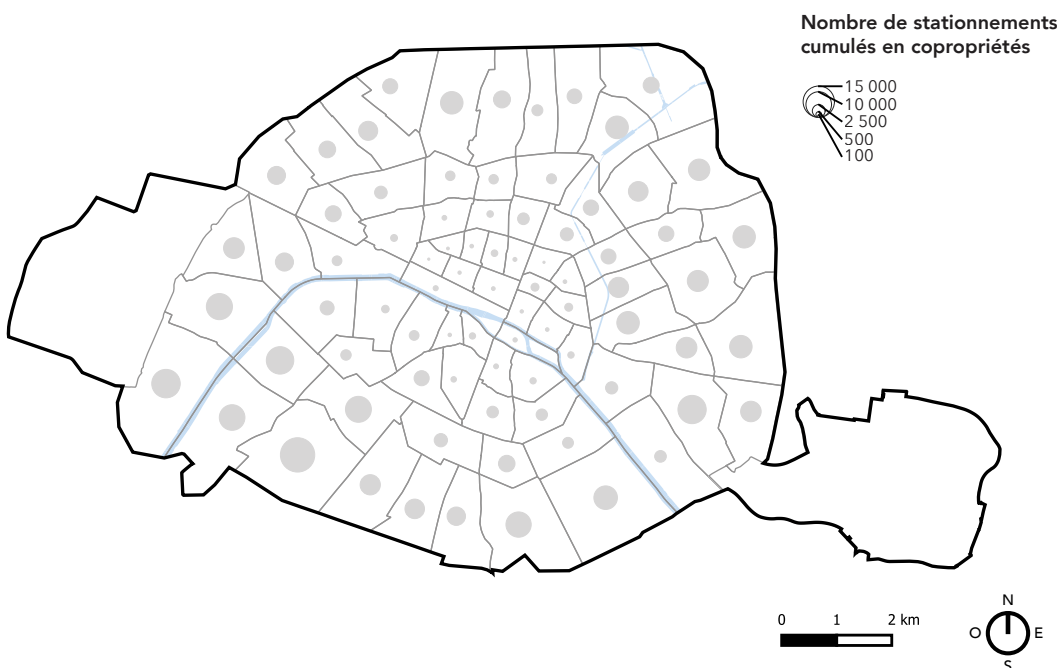 Nombre de stationnements
cumulés en copropriétés
15 000
10 000
2 500
500
100
0 1 2 km
N
O E
S